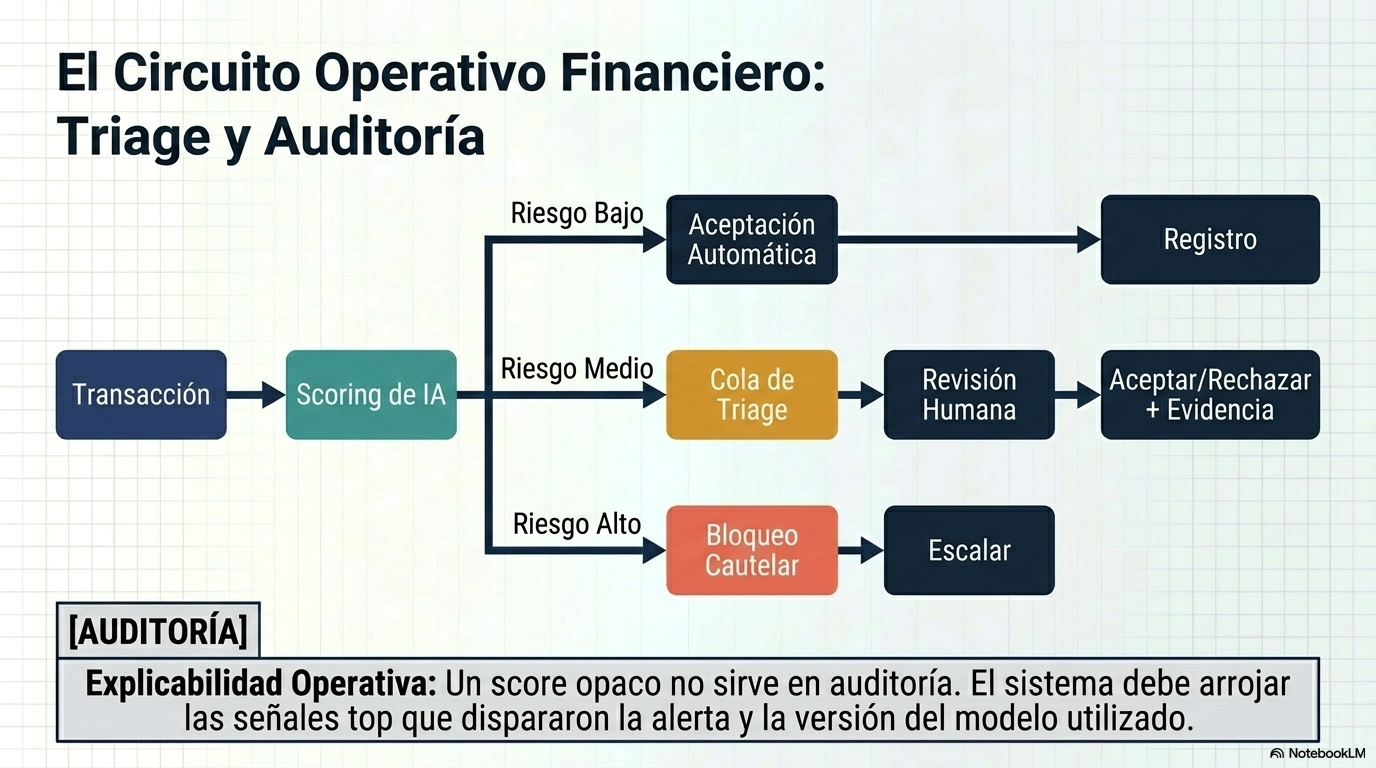 El Circuito Operativo Financiero:
Triage y Auditoría
Riesgo Bajo
Aceptación
Automática
Registro
Transacción
Scoring de IA
Riesgo Medio
Cola de
Triage
Revisión
Humana
Aceptar/Rechazar
+ Evidencia
Riesgo Alto
Bloqueo
Cautelar
Escalar
[AUDITORÍA]
Explicabilidad Operativa: Un score opaco no sirve en auditoría. El sistema debe arrojar
las señales top que dispararon la alerta y la versión del modelo utilizado.
NotebookLM